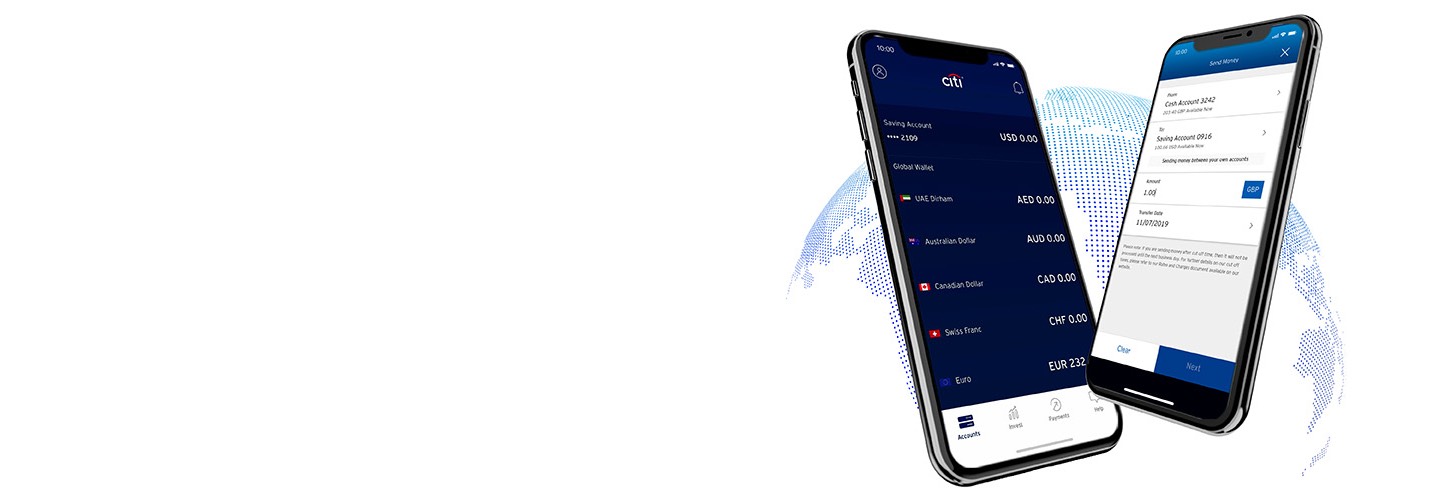 10:00
citi
Saving Account
•••• 2109
USD 0.00
Global Wallet
UAE Dirham
AED 0.00
Australian Dollar
AUD 0.00
Canadian Dollar
CAD 0.00
Swiss Franc
CHF 0.00
Euro
EUR 232
Accounts
Invest
Payments
Help
10:00
Send Money
From
Cash Account 3242
GBP Available Now
To
Saving Account 0916
USD Available Now
Sending money between your own accounts
Amount
1.00
GBP
Transfer Date
11/07/2019
Please note: If you are sending money after cut off time, then it will not be
processed until the next business day. For further details on our cut off
times, please refer to our Rates and Charges document available on our
website.
Clear
Next